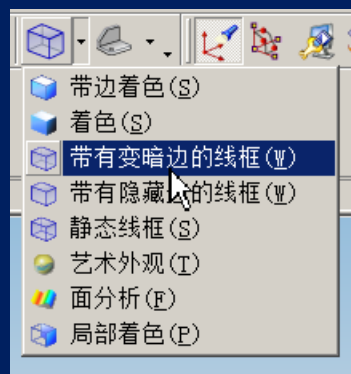 带边着色(S)
着色(S)
带有变暗边的线框(W)
带有隐藏边的线框(W)
静态线框(S)
艺术外观(T)
面分析(F)
局部着色(P)